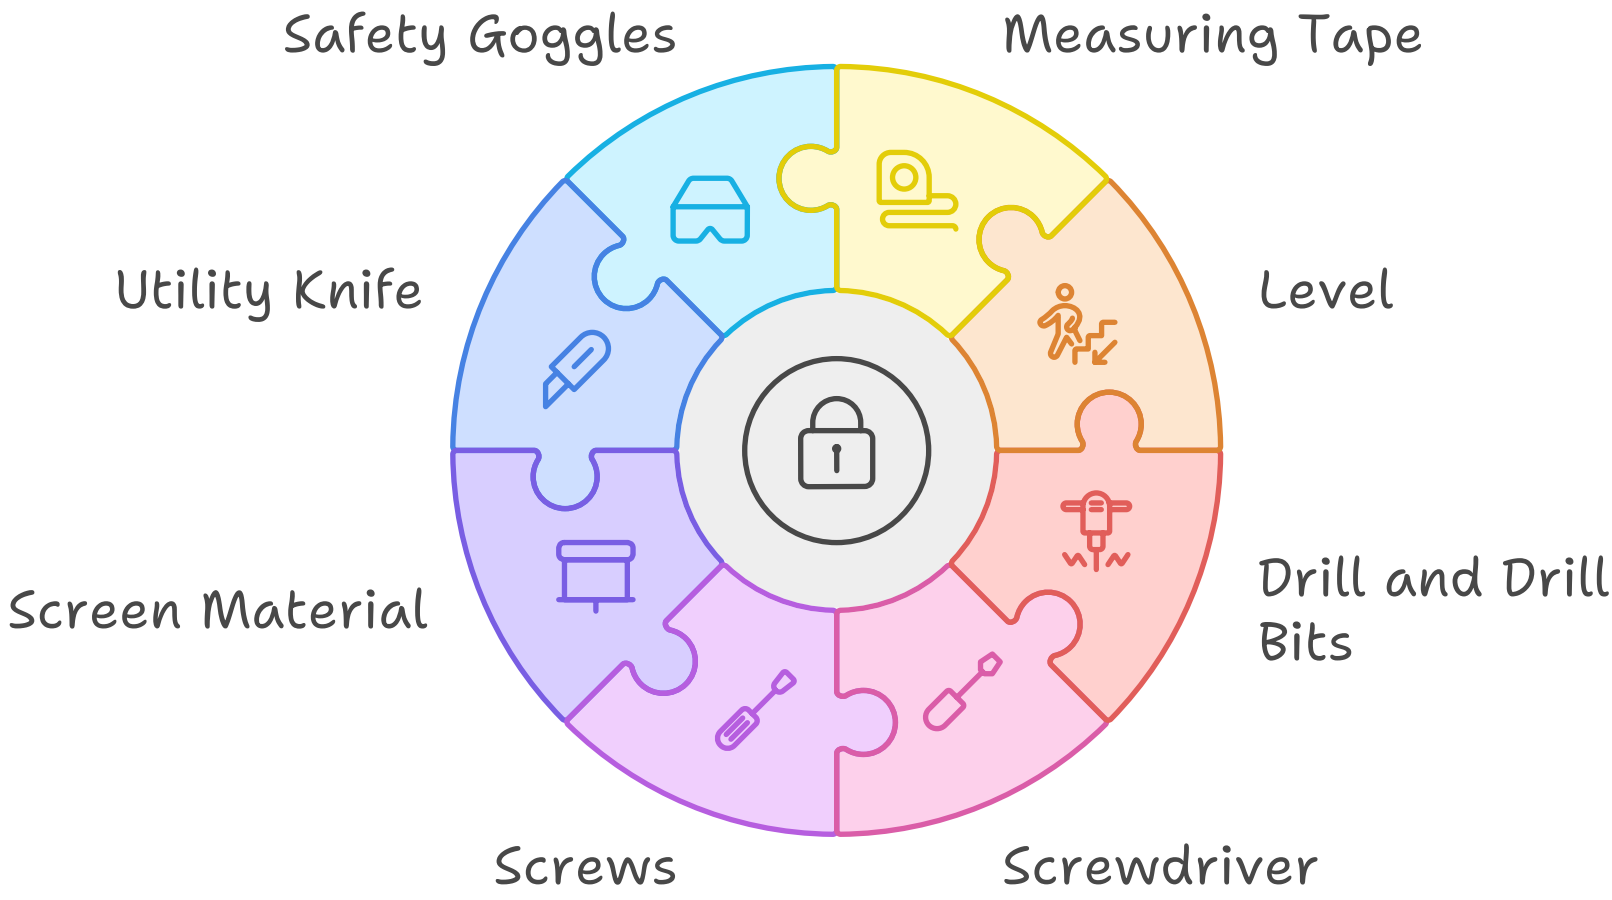 Safety Goggles
Measuring Tape
Utility Knife
Level
Screen Material
Drill and Drill
Bits
Screws
Screwdriver